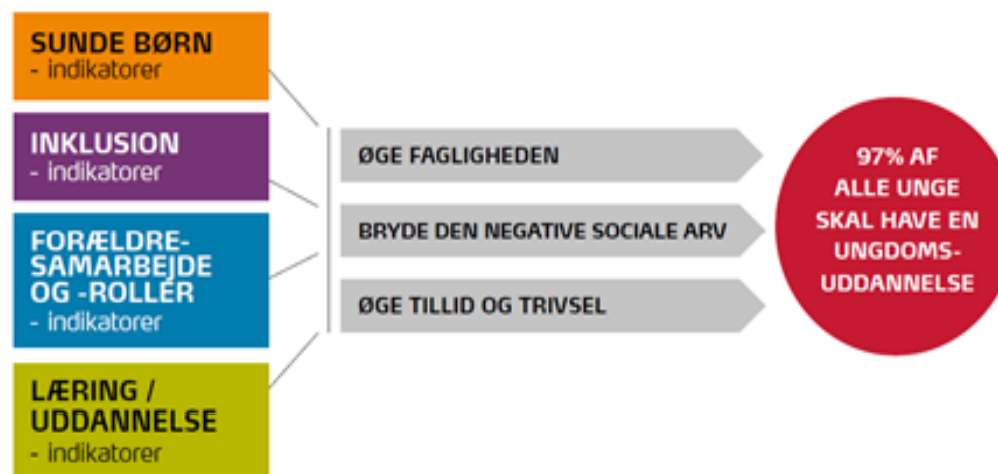 SUNDE BØRN
- indikatorer
INKLUSION
- indikatorer
FORÆLDRE-
SAMARBEJDE
OG -ROLLER
- indikatorer
LÆRING /
UDDANNELSE
- indikatorer
ØGE FAGLIGHEDEN
BRYDE DEN NEGATIVE SOCIALE ARV
ØGE TILLID OG TRIVSEL
97% AF
ALLE UNGE
SKAL HAVE EN
UNGDOMS-
UDDANNELSE